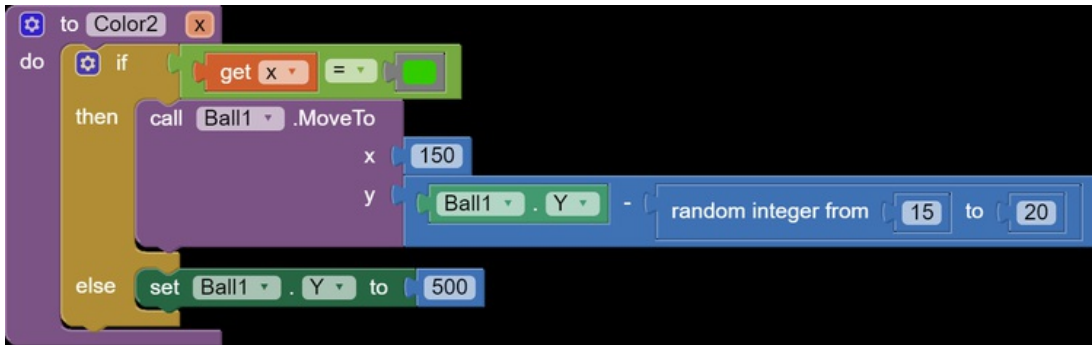 to Color2 x
do if get x =
then call Ball1 .MoveTo
x 150
y Ball1 . Y - random integer from 15 to 20
else set Ball1 . Y to 500